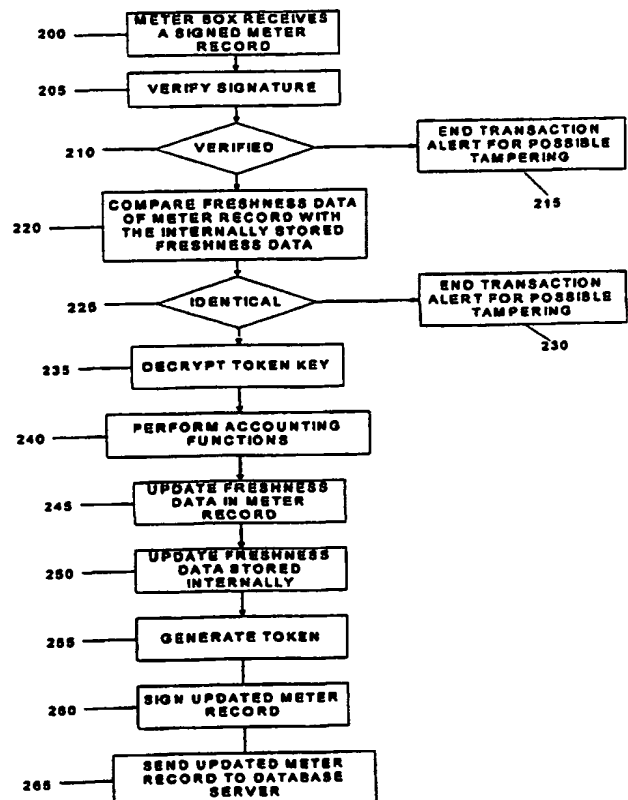 200
METER BOX RECEIVES
A SIGNED METER
RECORD
205
VERIFY SIGNATURE
210
VERIFIED
END TRANSACTION
ALERT FOR POSSIBLE
TAMPERING
215
220
COMPARE FRESHNESS DATA
OF METER RECORD WITH
THE INTERNALLY STORED
FRESHNESS DATA
225
IDENTICAL
END TRANSACTION
ALERT FOR POSSIBLE
TAMPERING
230
235
DECRYPT TOKEN KEY
240
PERFORM ACCOUNTING
FUNCTIONS
245
UPDATE FRESHNESS
DATA IN METER
RECORD
250
UPDATE FRESHNESS
DATA STORED
INTERNALLY
255
GENERATE TOKEN
260
SIGN UPDATED METER
RECORD
265
SEND UPDATED METER
RECORD TO DATABASE
SERVER